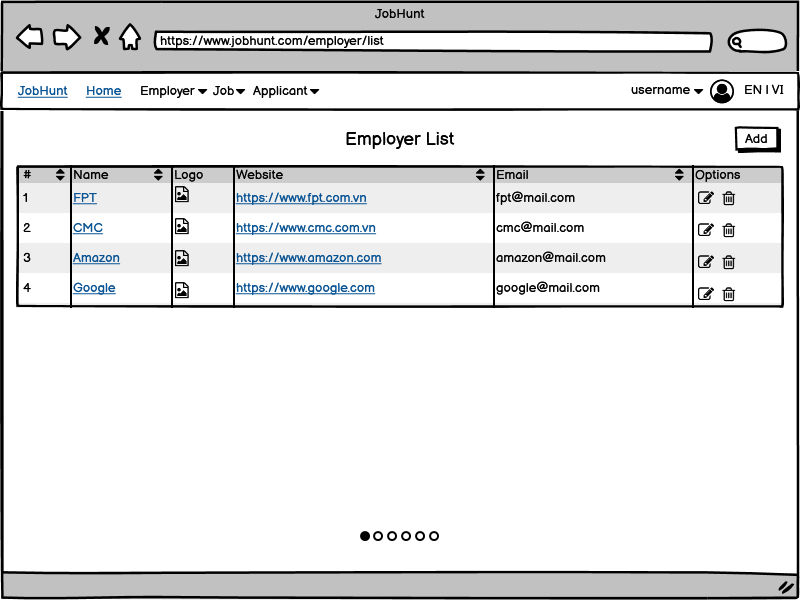 JobHunt
https://www.jobhunt.com/employer/list
JobHunt Home Employer Job Applicant username EN | VI
Employer List Add
# Name Logo Website Email Options
1 FPT https://www.fpt.com.vn fpt@mail.com
2 CMC https://www.cmc.com.vn cmc@mail.com
3 Amazon https://www.amazon.com amazon@mail.com
4 Google https://www.google.com google@mail.com